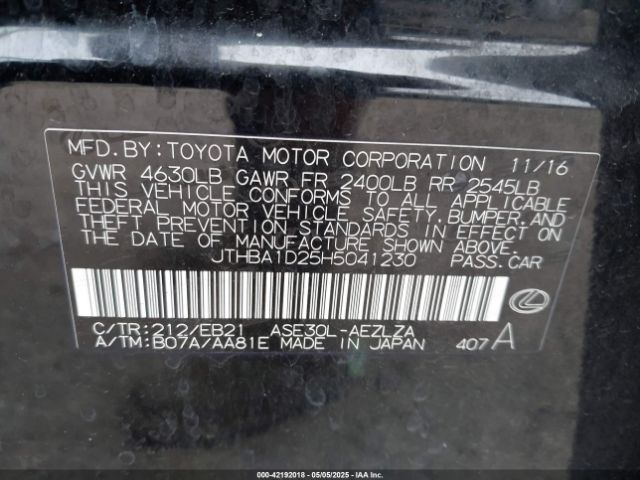 MFD. BY: TOYOTA MOTOR CORPORATION 11/16
GVWR 4630LB GAWR FR 2400LB RR 2545LB
THIS VEHICLE CONFORMS TO ALL APPLICABLE
FEDERAL MOTOR VEHICLE SAFETY, BUMPER, AND
THEFT PREVENTION STANDARDS IN EFFECT ON
THE DATE OF MANUFACTURE SHOWN ABOVE.
JTHBA1D25H5041230 PASS. CAR
C/TR: 212/EB21 ASE30L-AEZLZA
A/TM: B07A/AA81E MADE IN JAPAN 407 A
000-42192018 - 05/05/2025 - IAA Inc.